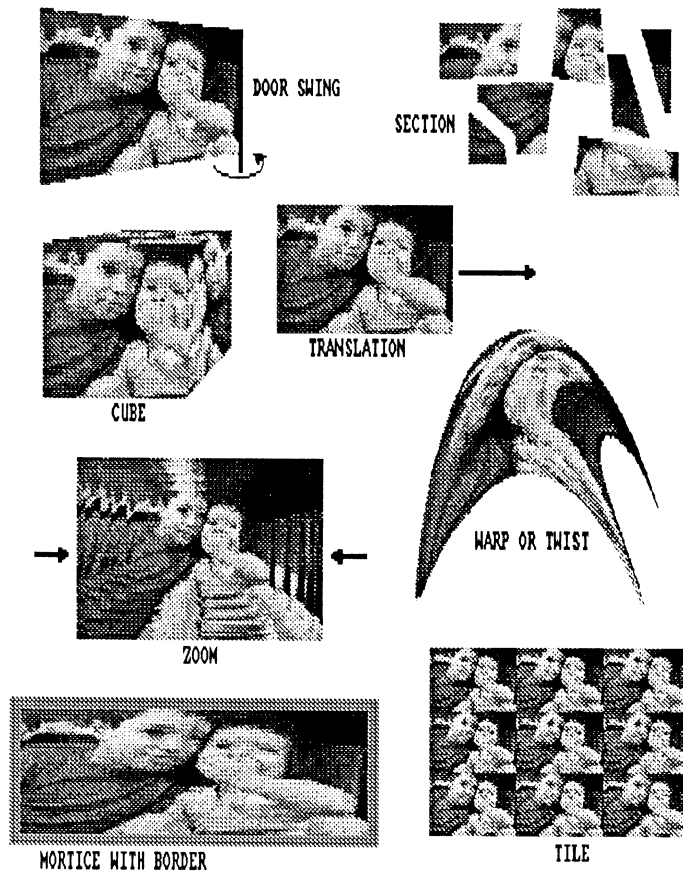 DOOR SWING
SECTION
TRANSLATION
CUBE
WARP OR TWIST
ZOOM
MORTICE WITH BORDER
TILE